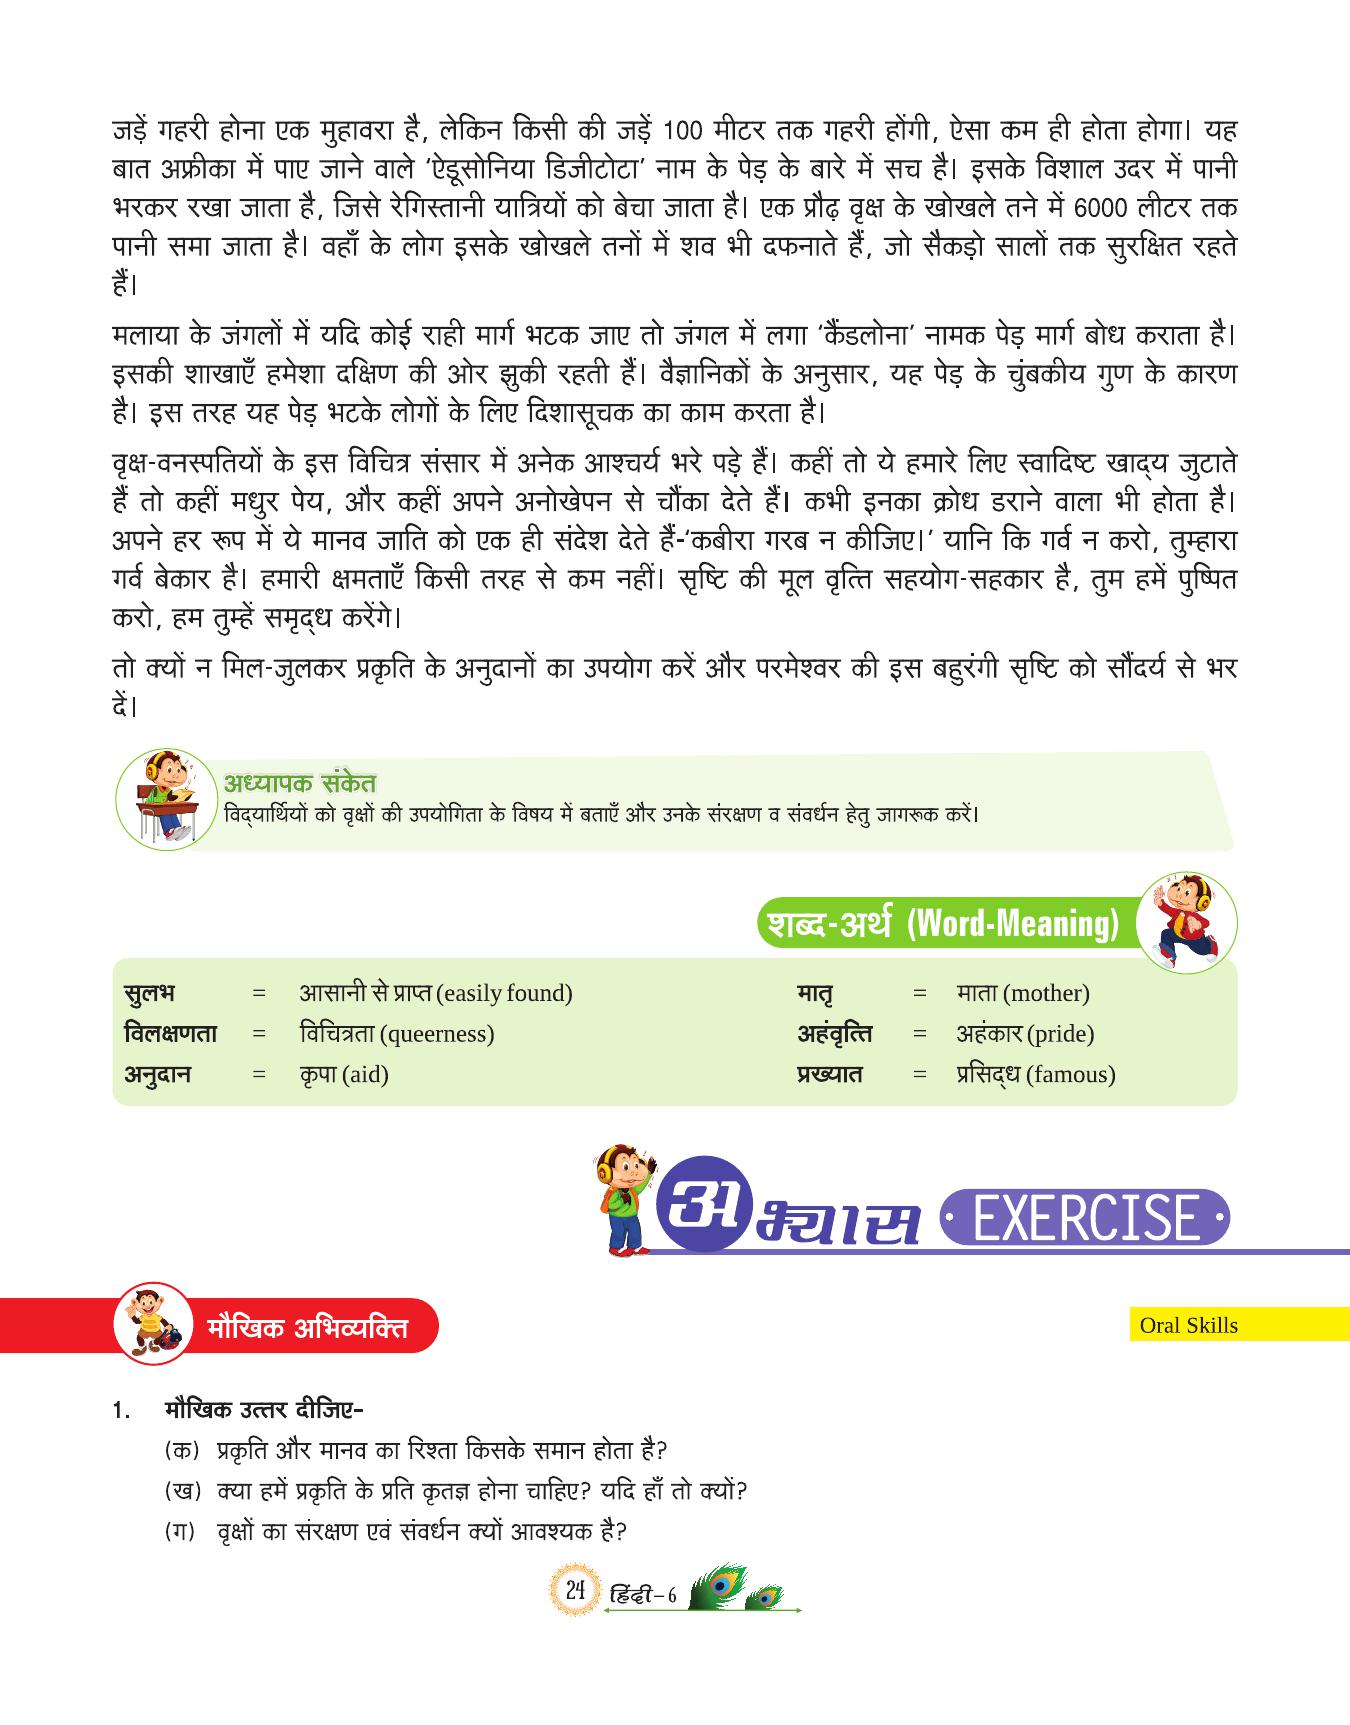 जड़ें गहरी होना एक मुहावरा है, लेकिन किसी की जड़ें 100 मीटर तक गहरी होंगी, ऐसा कम ही होता होगा। यह
बात अफ्रीका में पाए जाने वाले ‘ऐडूसोनिया डिजीटोटा’ नाम के पेड़ के बारे में सच है। इसके विशाल उदर में पानी
भरकर रखा जाता है, जिसे रेगिस्तानी यात्रियों को बेचा जाता है। एक प्रौढ़ वृक्ष के खोखले तने में 6000 लीटर तक
पानी समा जाता है। वहाँ के लोग इसके खोखले तनों में शव भी दफनाते हैं, जो सैकड़ो सालों तक सुरक्षित रहते
हैं।
मलाया के जंगलों में यदि कोई राही मार्ग भटक जाए तो जंगल में लगा ‘कैंडलोना’ नामक पेड़ मार्ग बोध कराता है।
इसकी शाखाएँ हमेशा दक्षिण की ओर झुकी रहती हैं। वैज्ञानिकों के अनुसार, यह पेड़ के चुंबकीय गुण के कारण
है। इस तरह यह पेड़ भटके लोगों के लिए दिशासूचक का काम करता है।
वृक्ष-वनस्पतियों के इस विचित्र संसार में अनेक आश्चर्य भरे पड़े हैं। कहीं तो ये हमारे लिए स्वादिष्ट खाद्‌य जुटाते
हैं तो कहीं मधुर पेय, और कहीं अपने अनोखेपन से चौंका देते हैं। कभी इनका क्रोध डराने वाला भी होता है।
अपने हर रूप में ये मानव जाति को एक ही संदेश देते हैं-‘कबीरा गरब न कीजिए।’ यानि कि गर्व न करो, तुम्हारा
गर्व बेकार है। हमारी क्षमताएँ किसी तरह से कम नहीं। सृष्टि की मूल वृत्ति सहयोग-सहकार है, तुम हमें पुष्पित
करो, हम तुम्हें समृद्‌ध करेंगे।
तो क्यों न मिल-जुलकर प्रकृति के अनुदानों का उपयोग करें और परमेश्वर की इस बहुरंगी सृष्टि को सौंदर्य से भर
दें।
अध्यापक संकेत
विद्‌यार्थियों को वृक्षों की उपयोगिता के विषय में बताएँ और उनके संरक्षण व संवर्धन हेतु जागरूक करें।
शब्द-अर्थ (Word-Meaning)
सुलभ = आसानी से प्राप्त (easily found) मातृ = माता (mother)
विलक्षणता = विचित्रता (queerness) अहंवृत्ति = अहंकार (pride)
अनुदान = कृपा (aid) प्रख्यात = प्रसिद्‌ध (famous)
अभ्यास EXERCISE
मौखिक अभिव्यक्ति Oral Skills
1. मौखिक उत्तर दीजिए-
(क) प्रकृति और मानव का रिश्ता किसके समान होता है?
(ख) क्या हमें प्रकृति के प्रति कृतज्ञ होना चाहिए? यदि हाँ तो क्यों?
(ग) वृक्षों का संरक्षण एवं संवर्धन क्यों आवश्यक है?
24 हिंदी–6